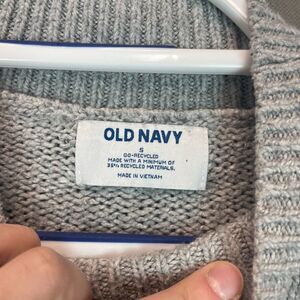 OLD NAVY
S
GO-RECYCLED
MADE WITH A MINIMUM OF
35% RECYCLED MATERIALS.
MADE IN VIETNAM